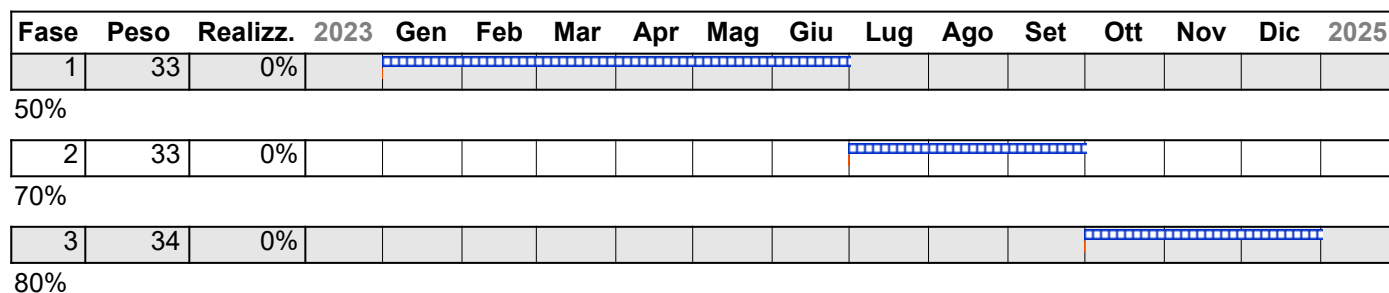 Fase Peso Realizz. 2023 Gen Feb Mar Apr Mag Giu Lug Ago Set Ott Nov Dic 2025
1 33 0%
50%
2 33 0%
70%
3 34 0%
80%